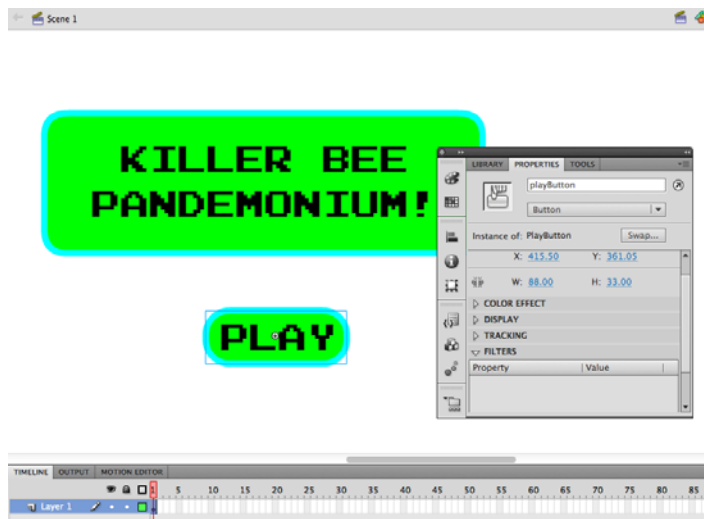 Scene 1
KILLER BEE
PANDEMONIUM!
PLAY
LIBRARY PROPERTIES TOOLS
playButton
Button
Instance of: PlayButton Swap...
X: 415.50 Y: 361.05
W: 88.00 H: 33.00
COLOR EFFECT
DISPLAY
TRACKING
FILTERS
Property Value
TIMELINE OUTPUT MOTION EDITOR
1 5 10 15 20 25 30 35 40 45 50 55 60 65 70 75 80 85
Layer 1